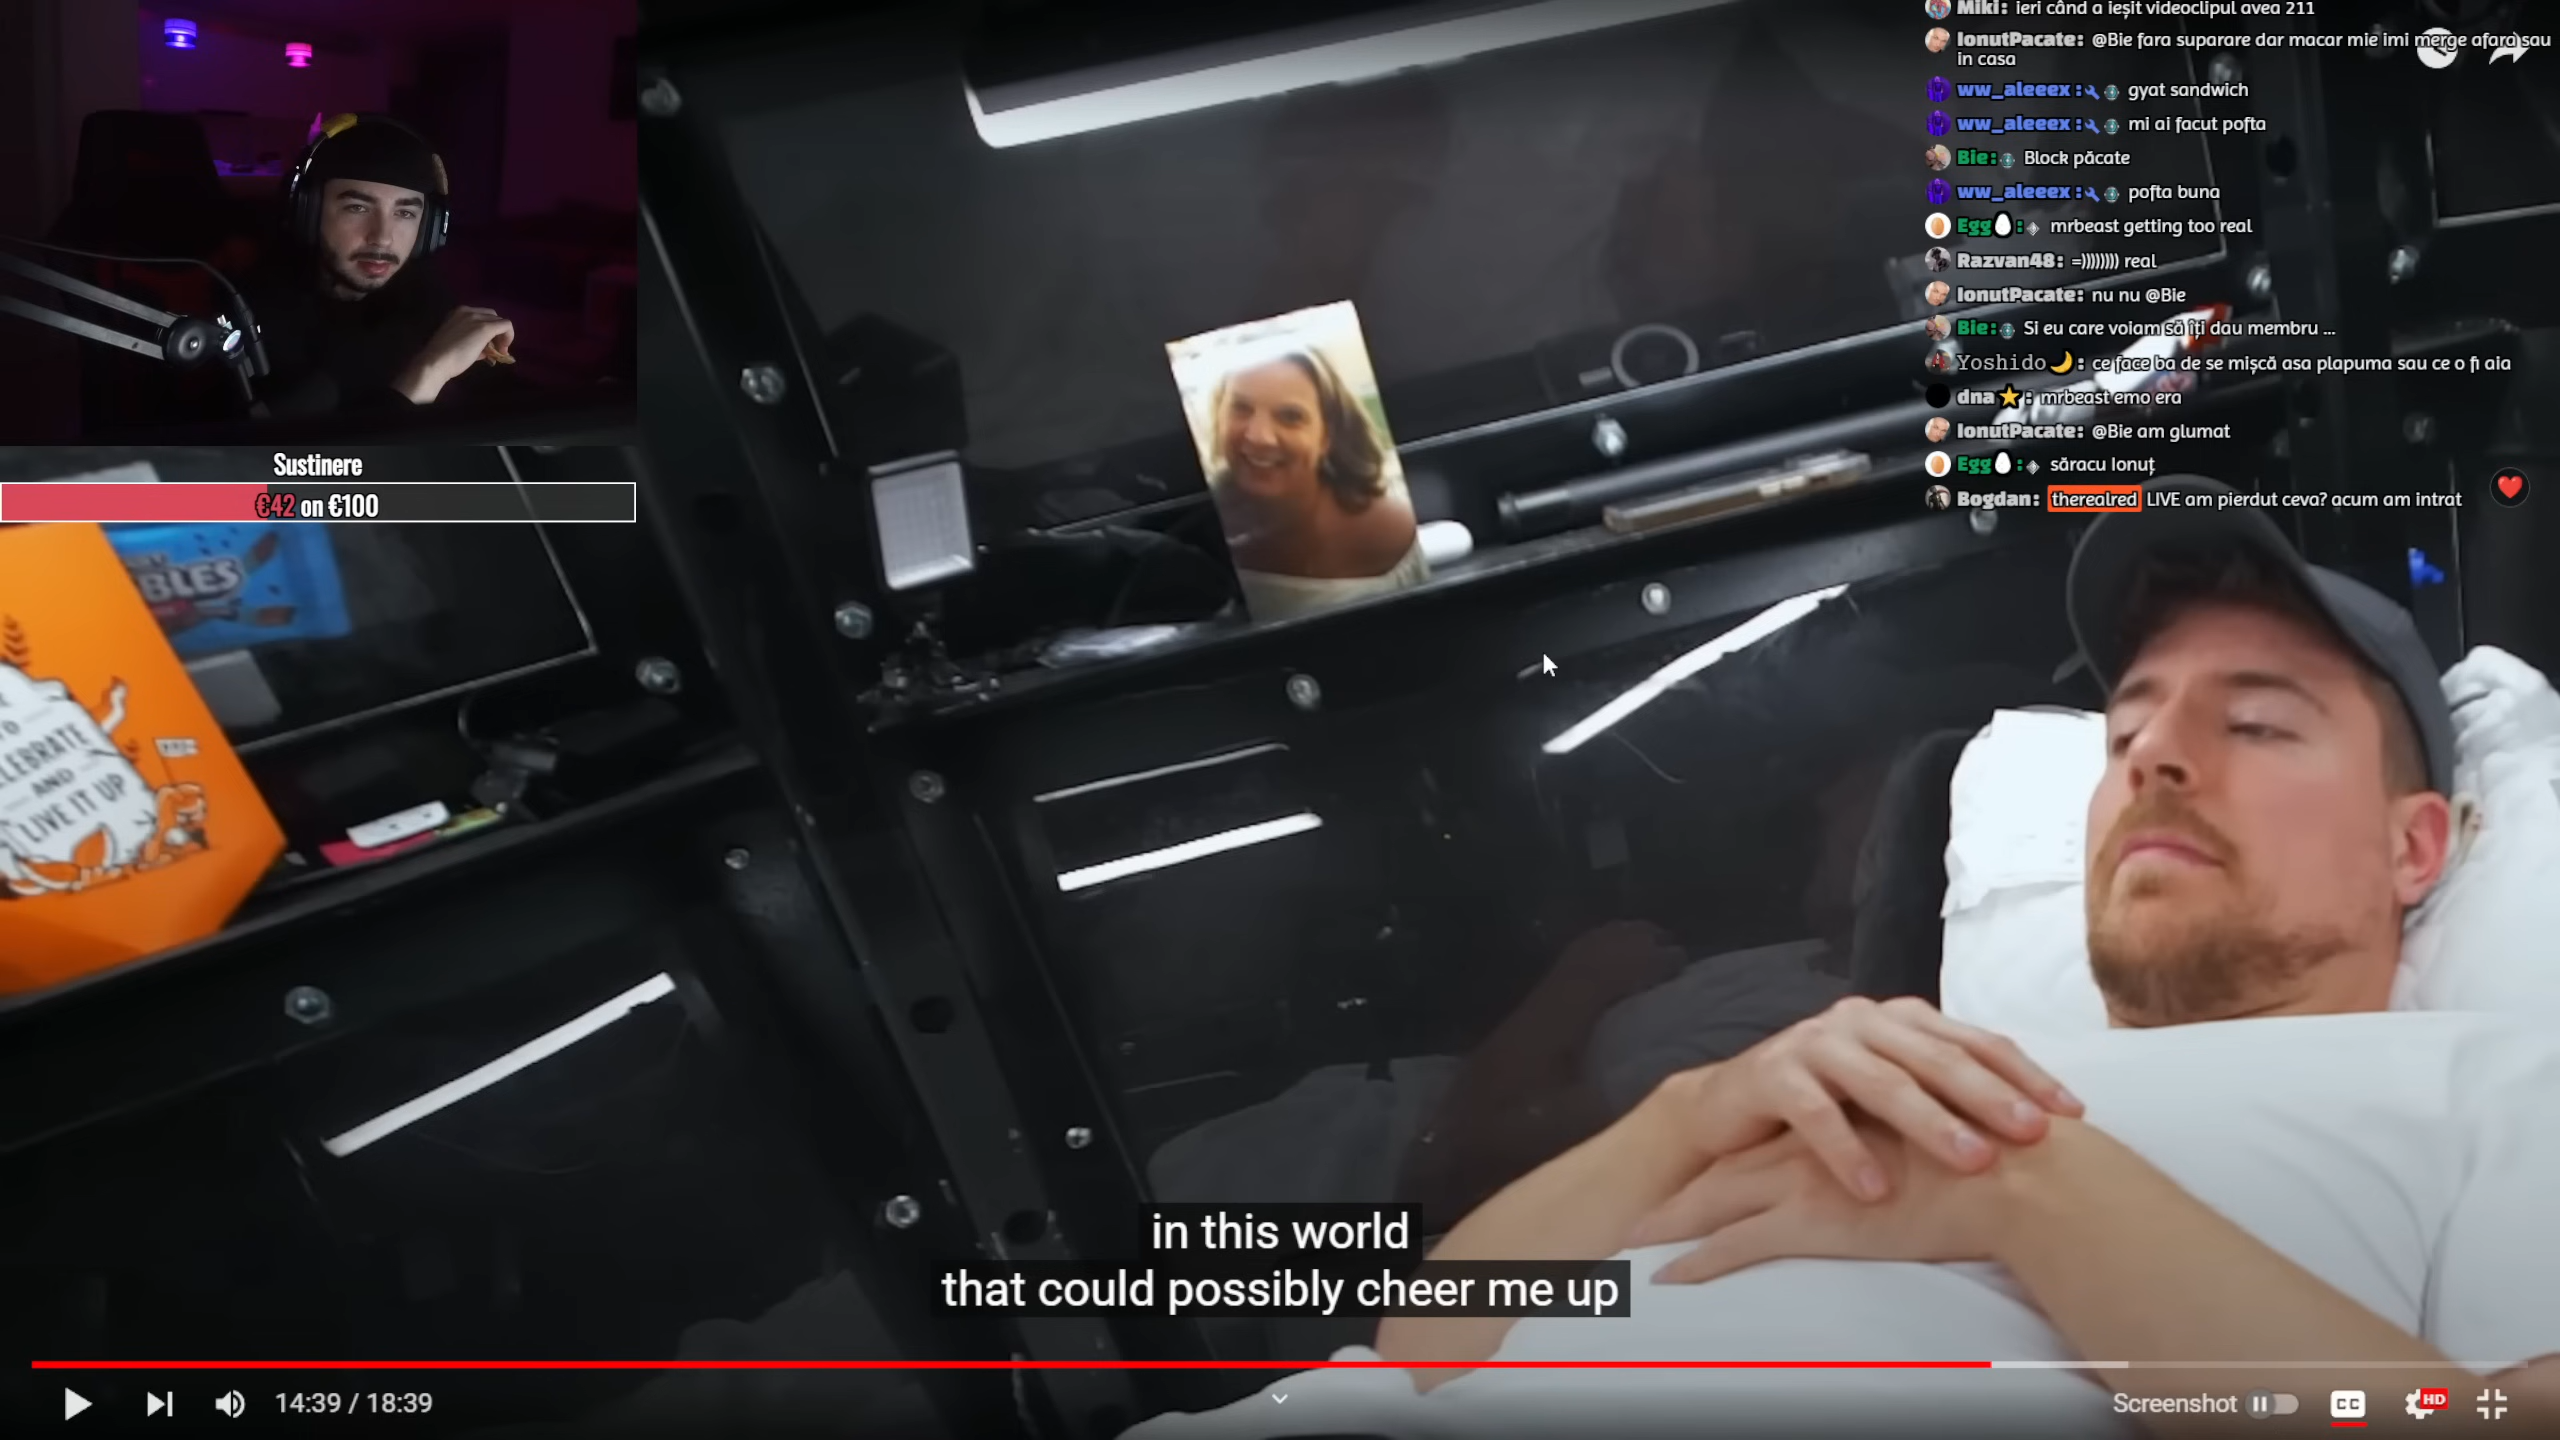 Miki: ieri când a ieșit videoclipul avea 211
IonutPacate: @Bie fara suparare dar macar mie imi merge afara sau
in casa
ww_aleeex : gyat sandwich
ww_aleeex : mi ai facut pofta
Bie: Block păcate
ww_aleeex : pofta buna
Egg🥚: mrbeast getting too real
Razvan48: =)))))))) real
IonutPacate: nu nu @Bie
Bie: Si eu care voiam să îți dau membru ...
Yoshido🌙: ce face ba de se mișcă asa plapuma sau ce o fi aia
dna⭐: mrbeast emo era
IonutPacate: @Bie am glumat
Egg🥚: săracu Ionuț
Bogdan: therealred LIVE am pierdut ceva? acum am intrat
Sustinere
€42 on €100
BLES
CELEBRATE
AND
LIVE IT UP
in this world
that could possibly cheer me up
14:39 / 18:39
Screenshot
CC
HD